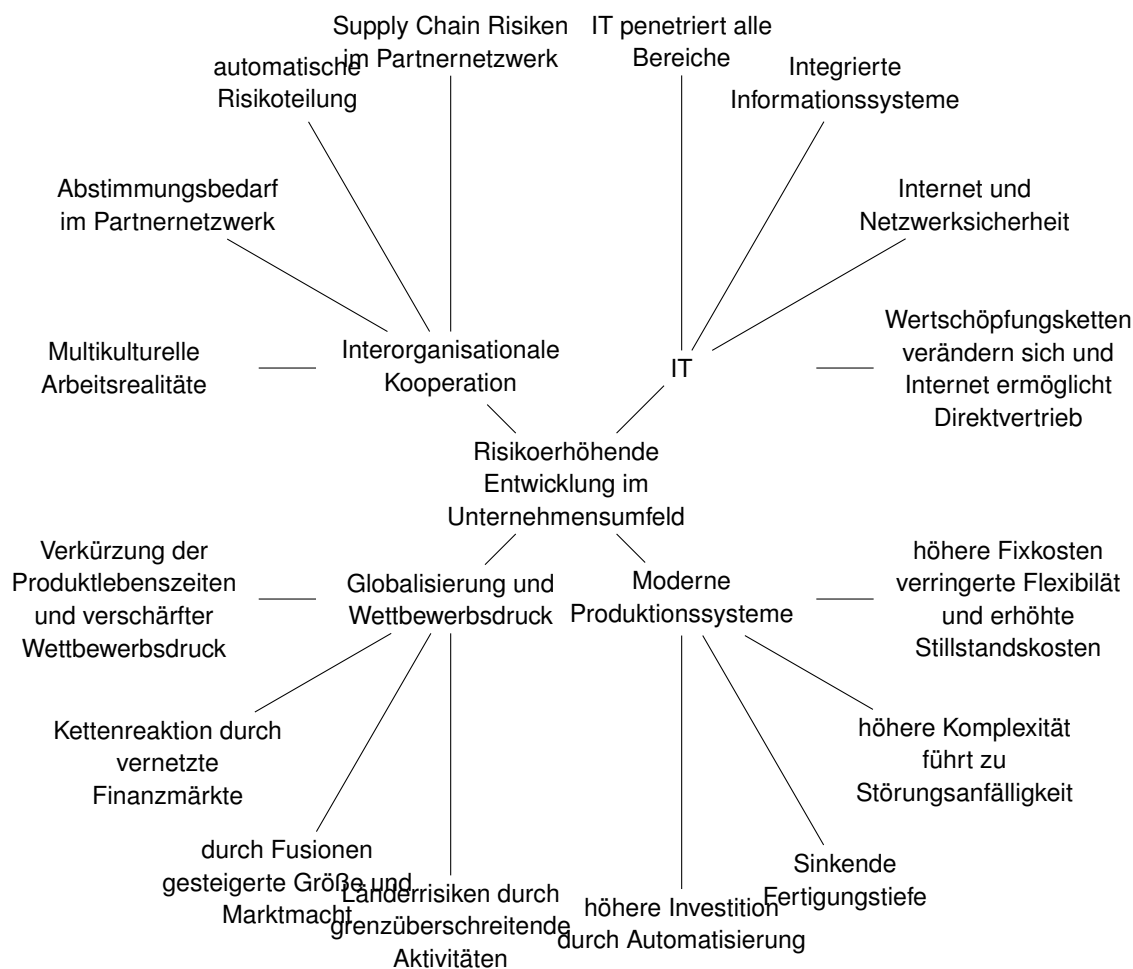 Supply Chain Risiken
im Partnernetzwerk
IT penetriert alle
Bereiche
automatische
Risikoteilung
Integrierte
Informationssysteme
Abstimmungsbedarf
im Partnernetzwerk
Internet und
Netzwerksicherheit
Multikulturelle
Arbeitsrealitäte
Interorganisationale
Kooperation
IT
Wertschöpfungsketten
verändern sich und
Internet ermöglicht
Direktvertrieb
Risikoerhöhende
Entwicklung im
Unternehmensumfeld
Verkürzung der
Produktlebenszeiten
und verschärfter
Wettbewerbsdruck
Globalisierung und
Wettbewerbsdruck
Moderne
Produktionssysteme
höhere Fixkosten
verringerte Flexibilät
und erhöhte
Stillstandskosten
Kettenreaktion durch
vernetzte
Finanzmärkte
höhere Komplexität
führt zu
Störungsanfälligkeit
durch Fusionen
gesteigerte Größe und
Marktmacht
Länderrisiken durch
grenzüberschreitende
Aktivitäten
höhere Investition
durch Automatisierung
Sinkende
Fertigungstiefe